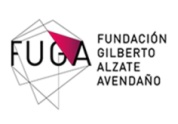 FUGA
FUNDACIÓN
GILBERTO
ALZATE
AVENDAÑO